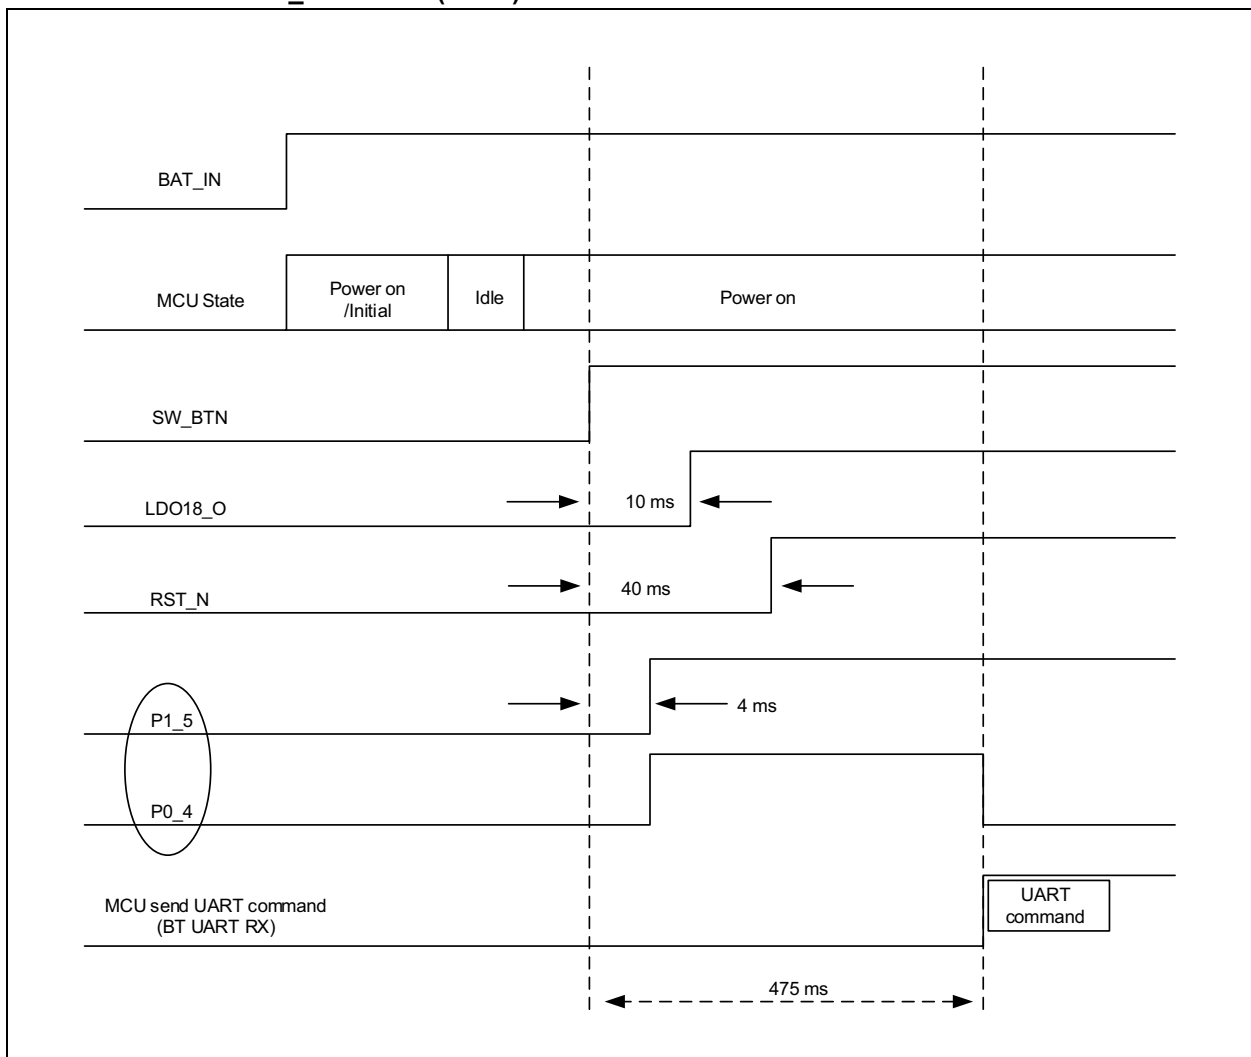 BAT_IN
MCU State
Power on
/Initial
Idle
Power on
SW_BTN
LDO18_O
10 ms
RST_N
40 ms
P1_5
4 ms
P0_4
MCU send UART command
(BT UART RX)
UART
command
475 ms